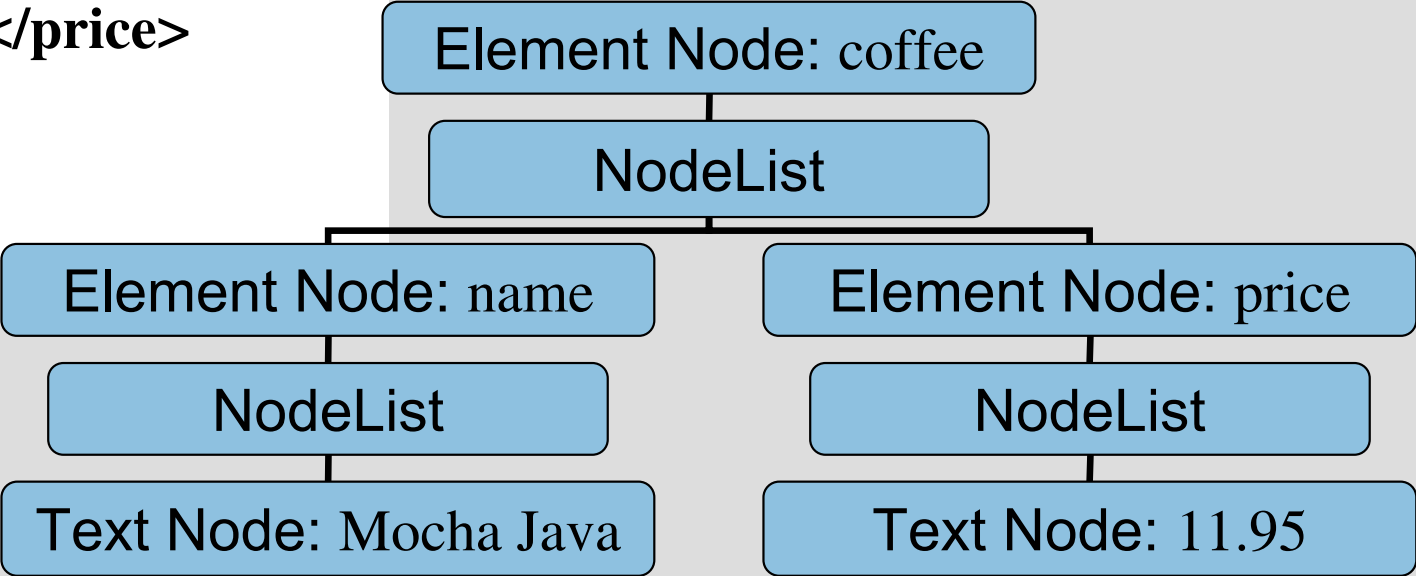 </price>
Element Node: coffee
NodeList
Element Node: name
Element Node: price
NodeList
NodeList
Text Node: Mocha Java
Text Node: 11.95